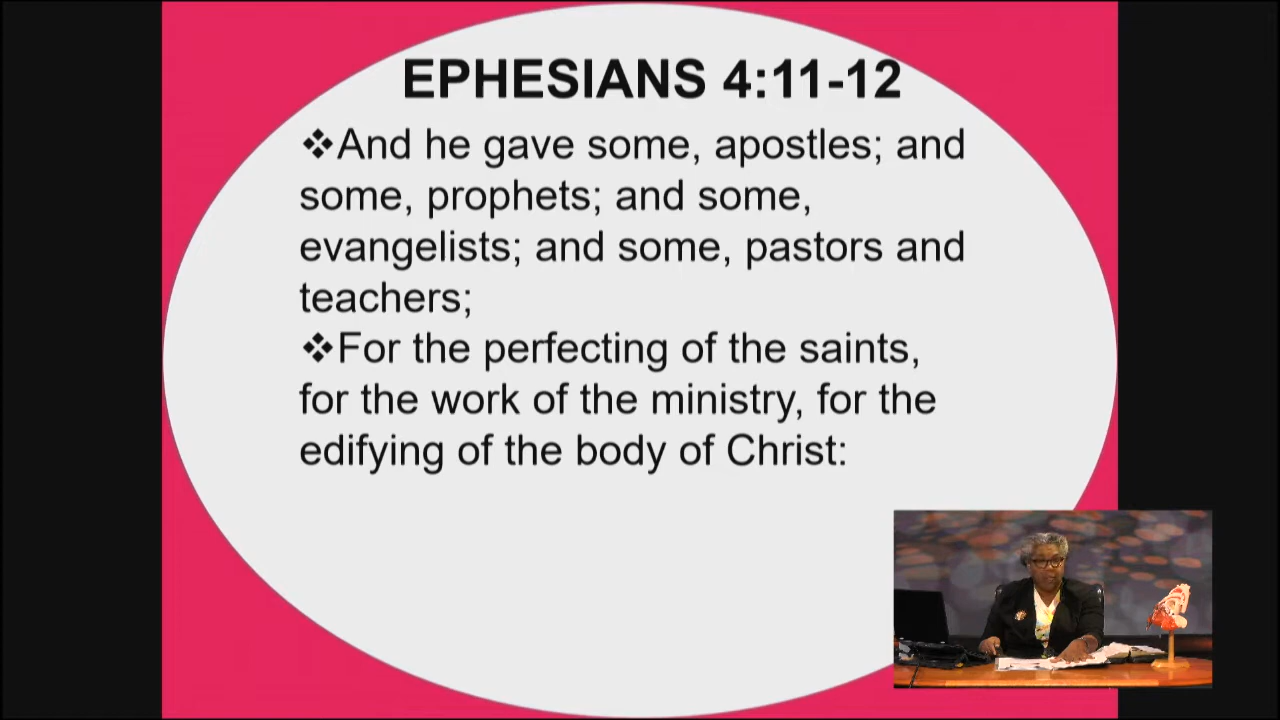 EPHESIANS 4:11-12
❖And he gave some, apostles; and
some, prophets; and some,
evangelists; and some, pastors and
teachers;
❖For the perfecting of the saints,
for the work of the ministry, for the
edifying of the body of Christ: